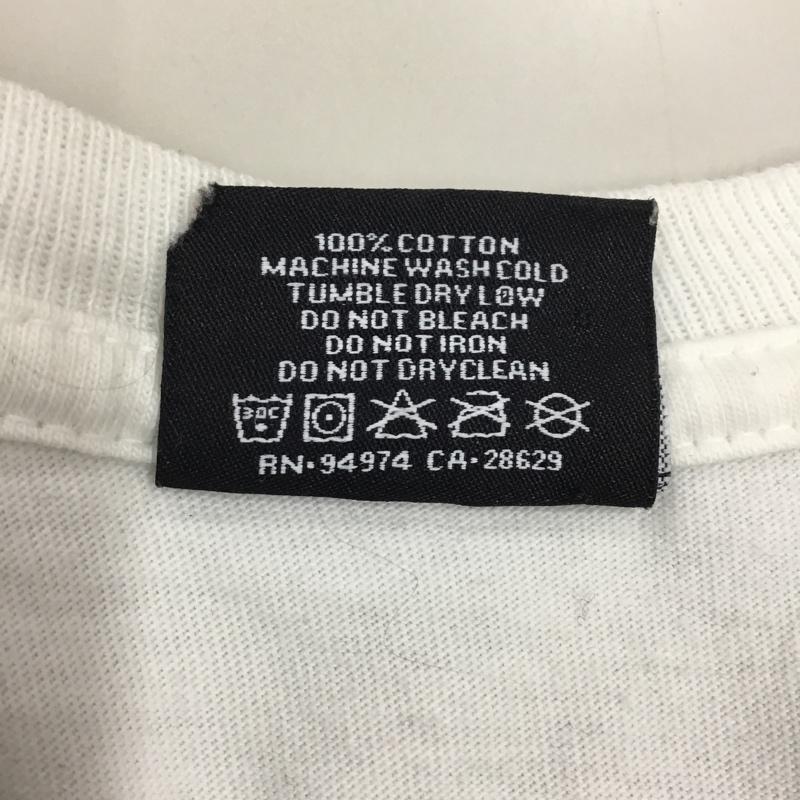 100% COTTON
MACHINE WASH COLD
TUMBLE DRY LOW
DO NOT BLEACH
DO NOT IRON
DO NOT DRYCLEAN
30C
RN·94974 CA·28629